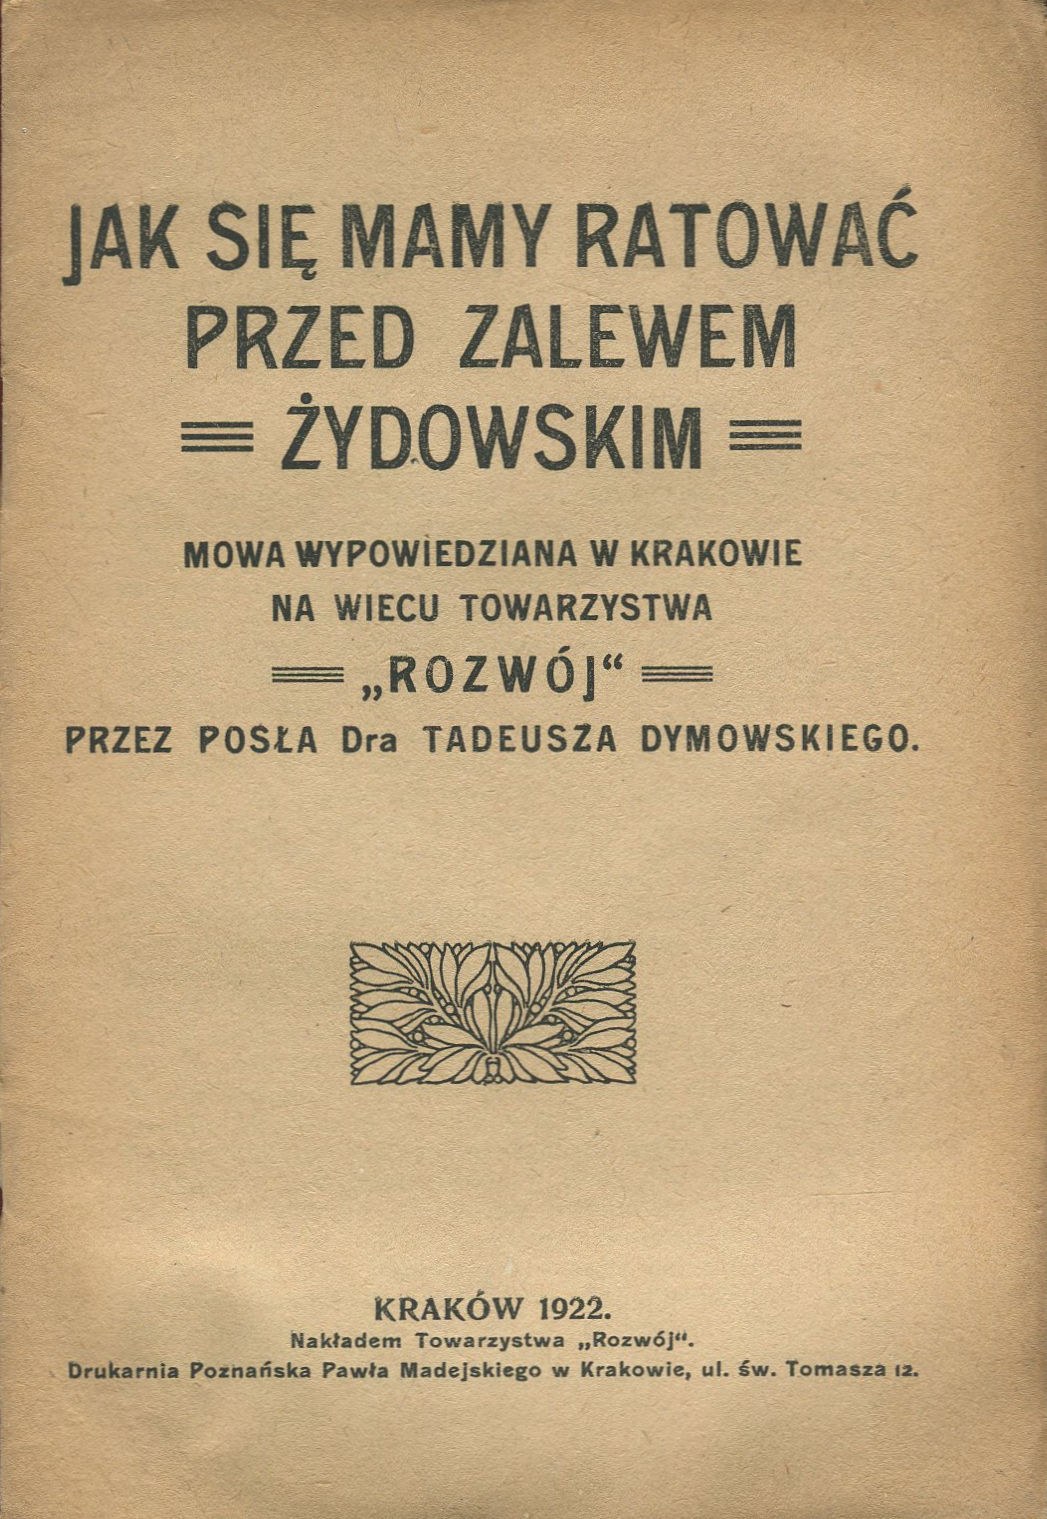 JAK SIĘ MAMY RATOWAĆ
PRZED ZALEWEM
ŻYDOWSKIM
MOWA WYPOWIEDZIANA W KRAKOWIE
NA WIECU TOWARZYSTWA
„ROZWÓJ“
PRZEZ POSŁA Dra TADEUSZA DYMOWSKIEGO.
KRAKÓW 1922.
Nakładem Towarzystwa „Rozwój“.
Drukarnia Poznańska Pawła Madejskiego w Krakowie, ul. św. Tomasza 12.